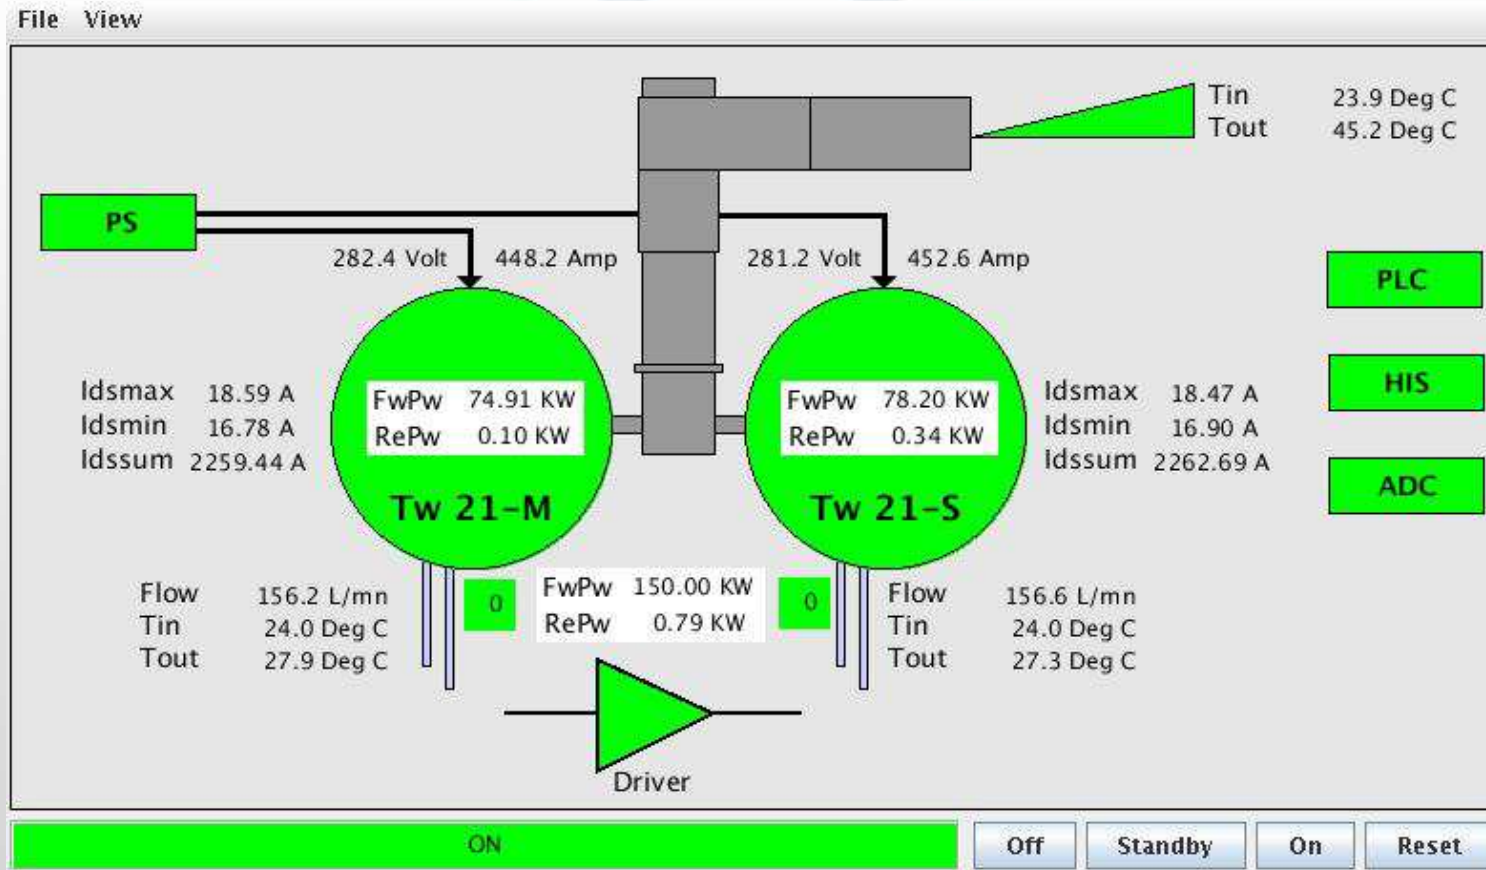 File View
Tin 23.9 Deg C
Tout 45.2 Deg C
PS
282.4 Volt 448.2 Amp 281.2 Volt 452.6 Amp
PLC
Idsmax 18.59 A
Idsmin 16.78 A
Idssum 2259.44 A
FwPw 74.91 KW
RePw 0.10 KW
Tw 21-M
FwPw 78.20 KW
RePw 0.34 KW
Tw 21-S
Idsmax 18.47 A
Idsmin 16.90 A
Idssum 2262.69 A
HIS
ADC
Flow 156.2 L/mn
Tin 24.0 Deg C
Tout 27.9 Deg C
0
FwPw 150.00 KW
RePw 0.79 KW
0
Flow 156.6 L/mn
Tin 24.0 Deg C
Tout 27.3 Deg C
Driver
ON Off Standby On Reset